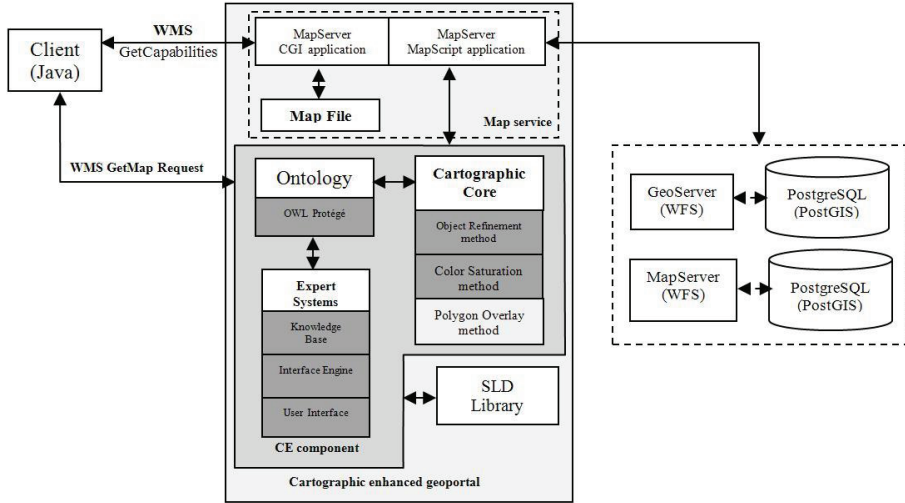 Client
(Java)
WMS
GetCapabilities
MapServer
CGI application
MapServer
MapScript application
Map File
Map service
WMS GetMap Request
Ontology
OWL Protégé
Cartographic
Core
Object Refinement
method
Color Saturation
method
Polygon Overlay
method
Expert
Systems
Knowledge
Base
Interface Engine
User Interface
CE component
SLD
Library
Cartographic enhanced geoportal
GeoServer
(WFS)
PostgreSQL
(PostGIS)
MapServer
(WFS)
PostgreSQL
(PostGIS)